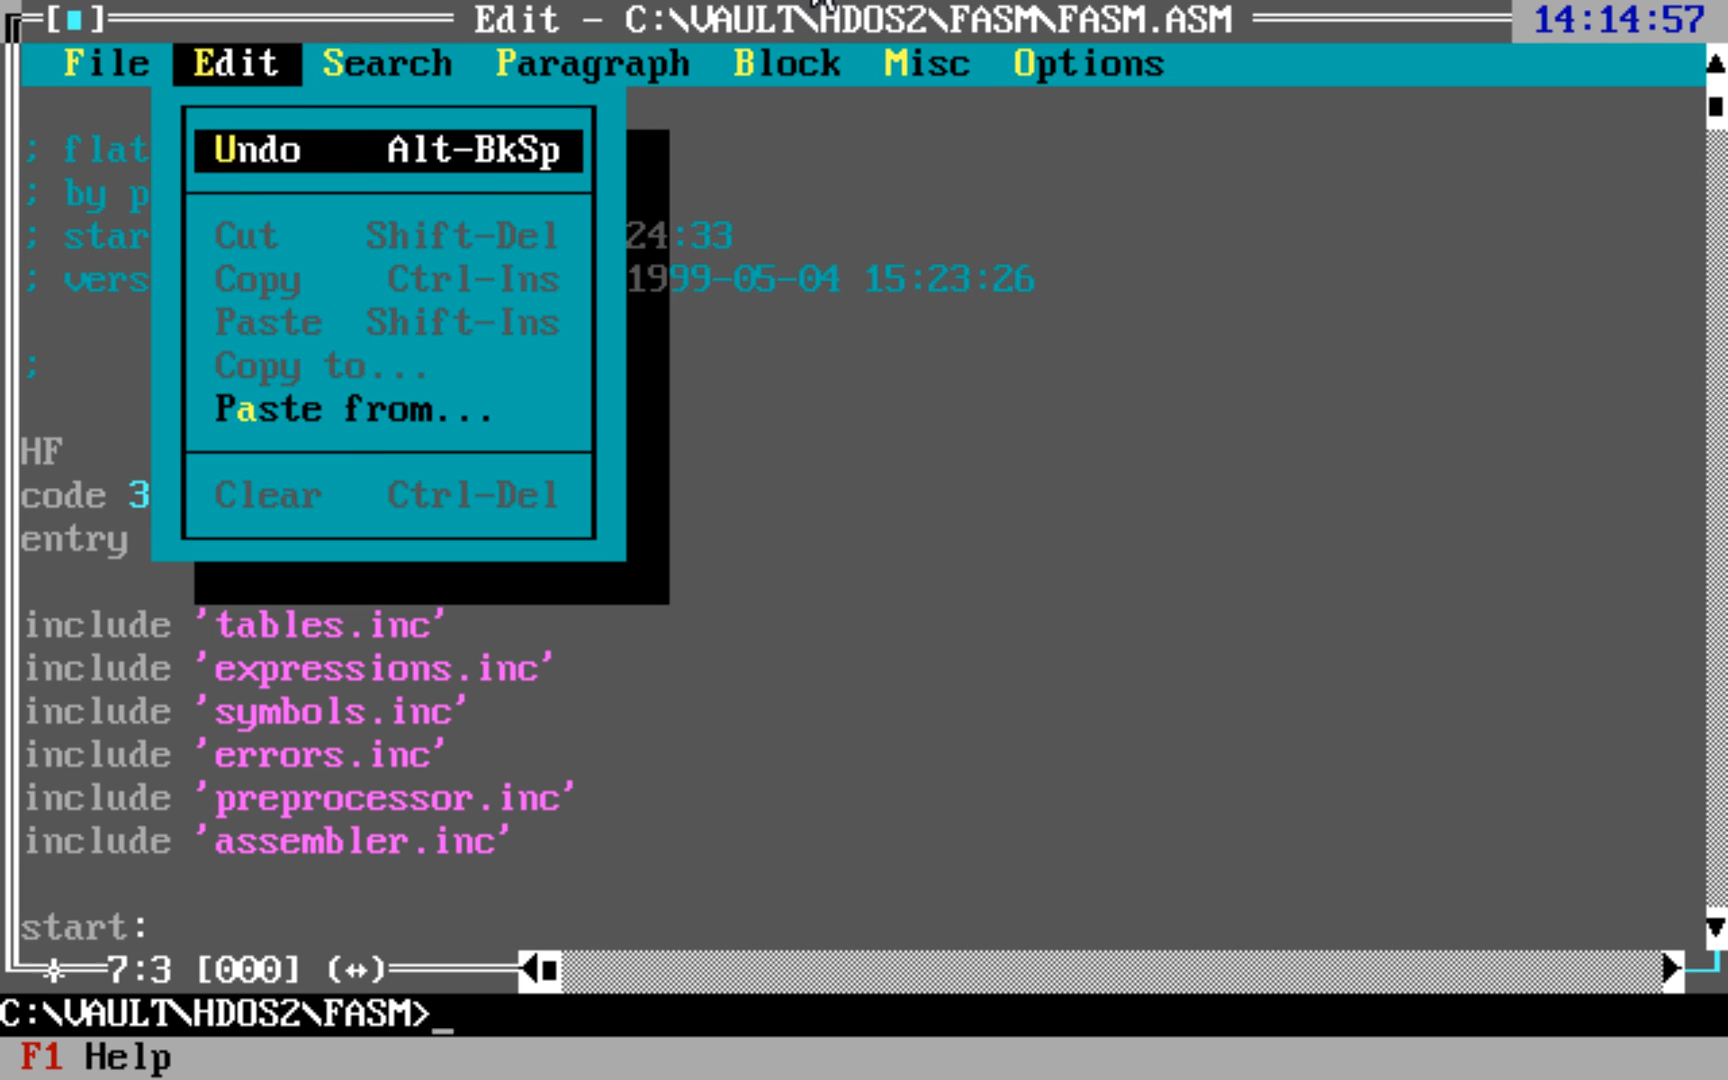 [■] Edit - C:\VAULT\HDOS2\FASM\FASM.ASM 14:14:57
File Edit Search Paragraph Block Misc Options
; flat
; by p
; star 24:33
; vers 1999-05-04 15:23:26
;
HF
code 3
entry
Undo Alt-BkSp
Cut Shift-Del
Copy Ctrl-Ins
Paste Shift-Ins
Copy to...
Paste from...
Clear Ctrl-Del
include 'tables.inc'
include 'expressions.inc'
include 'symbols.inc'
include 'errors.inc'
include 'preprocessor.inc'
include 'assembler.inc'
start:
7:3 [000] (↔)
C:\VAULT\HDOS2\FASM>_
F1 Help